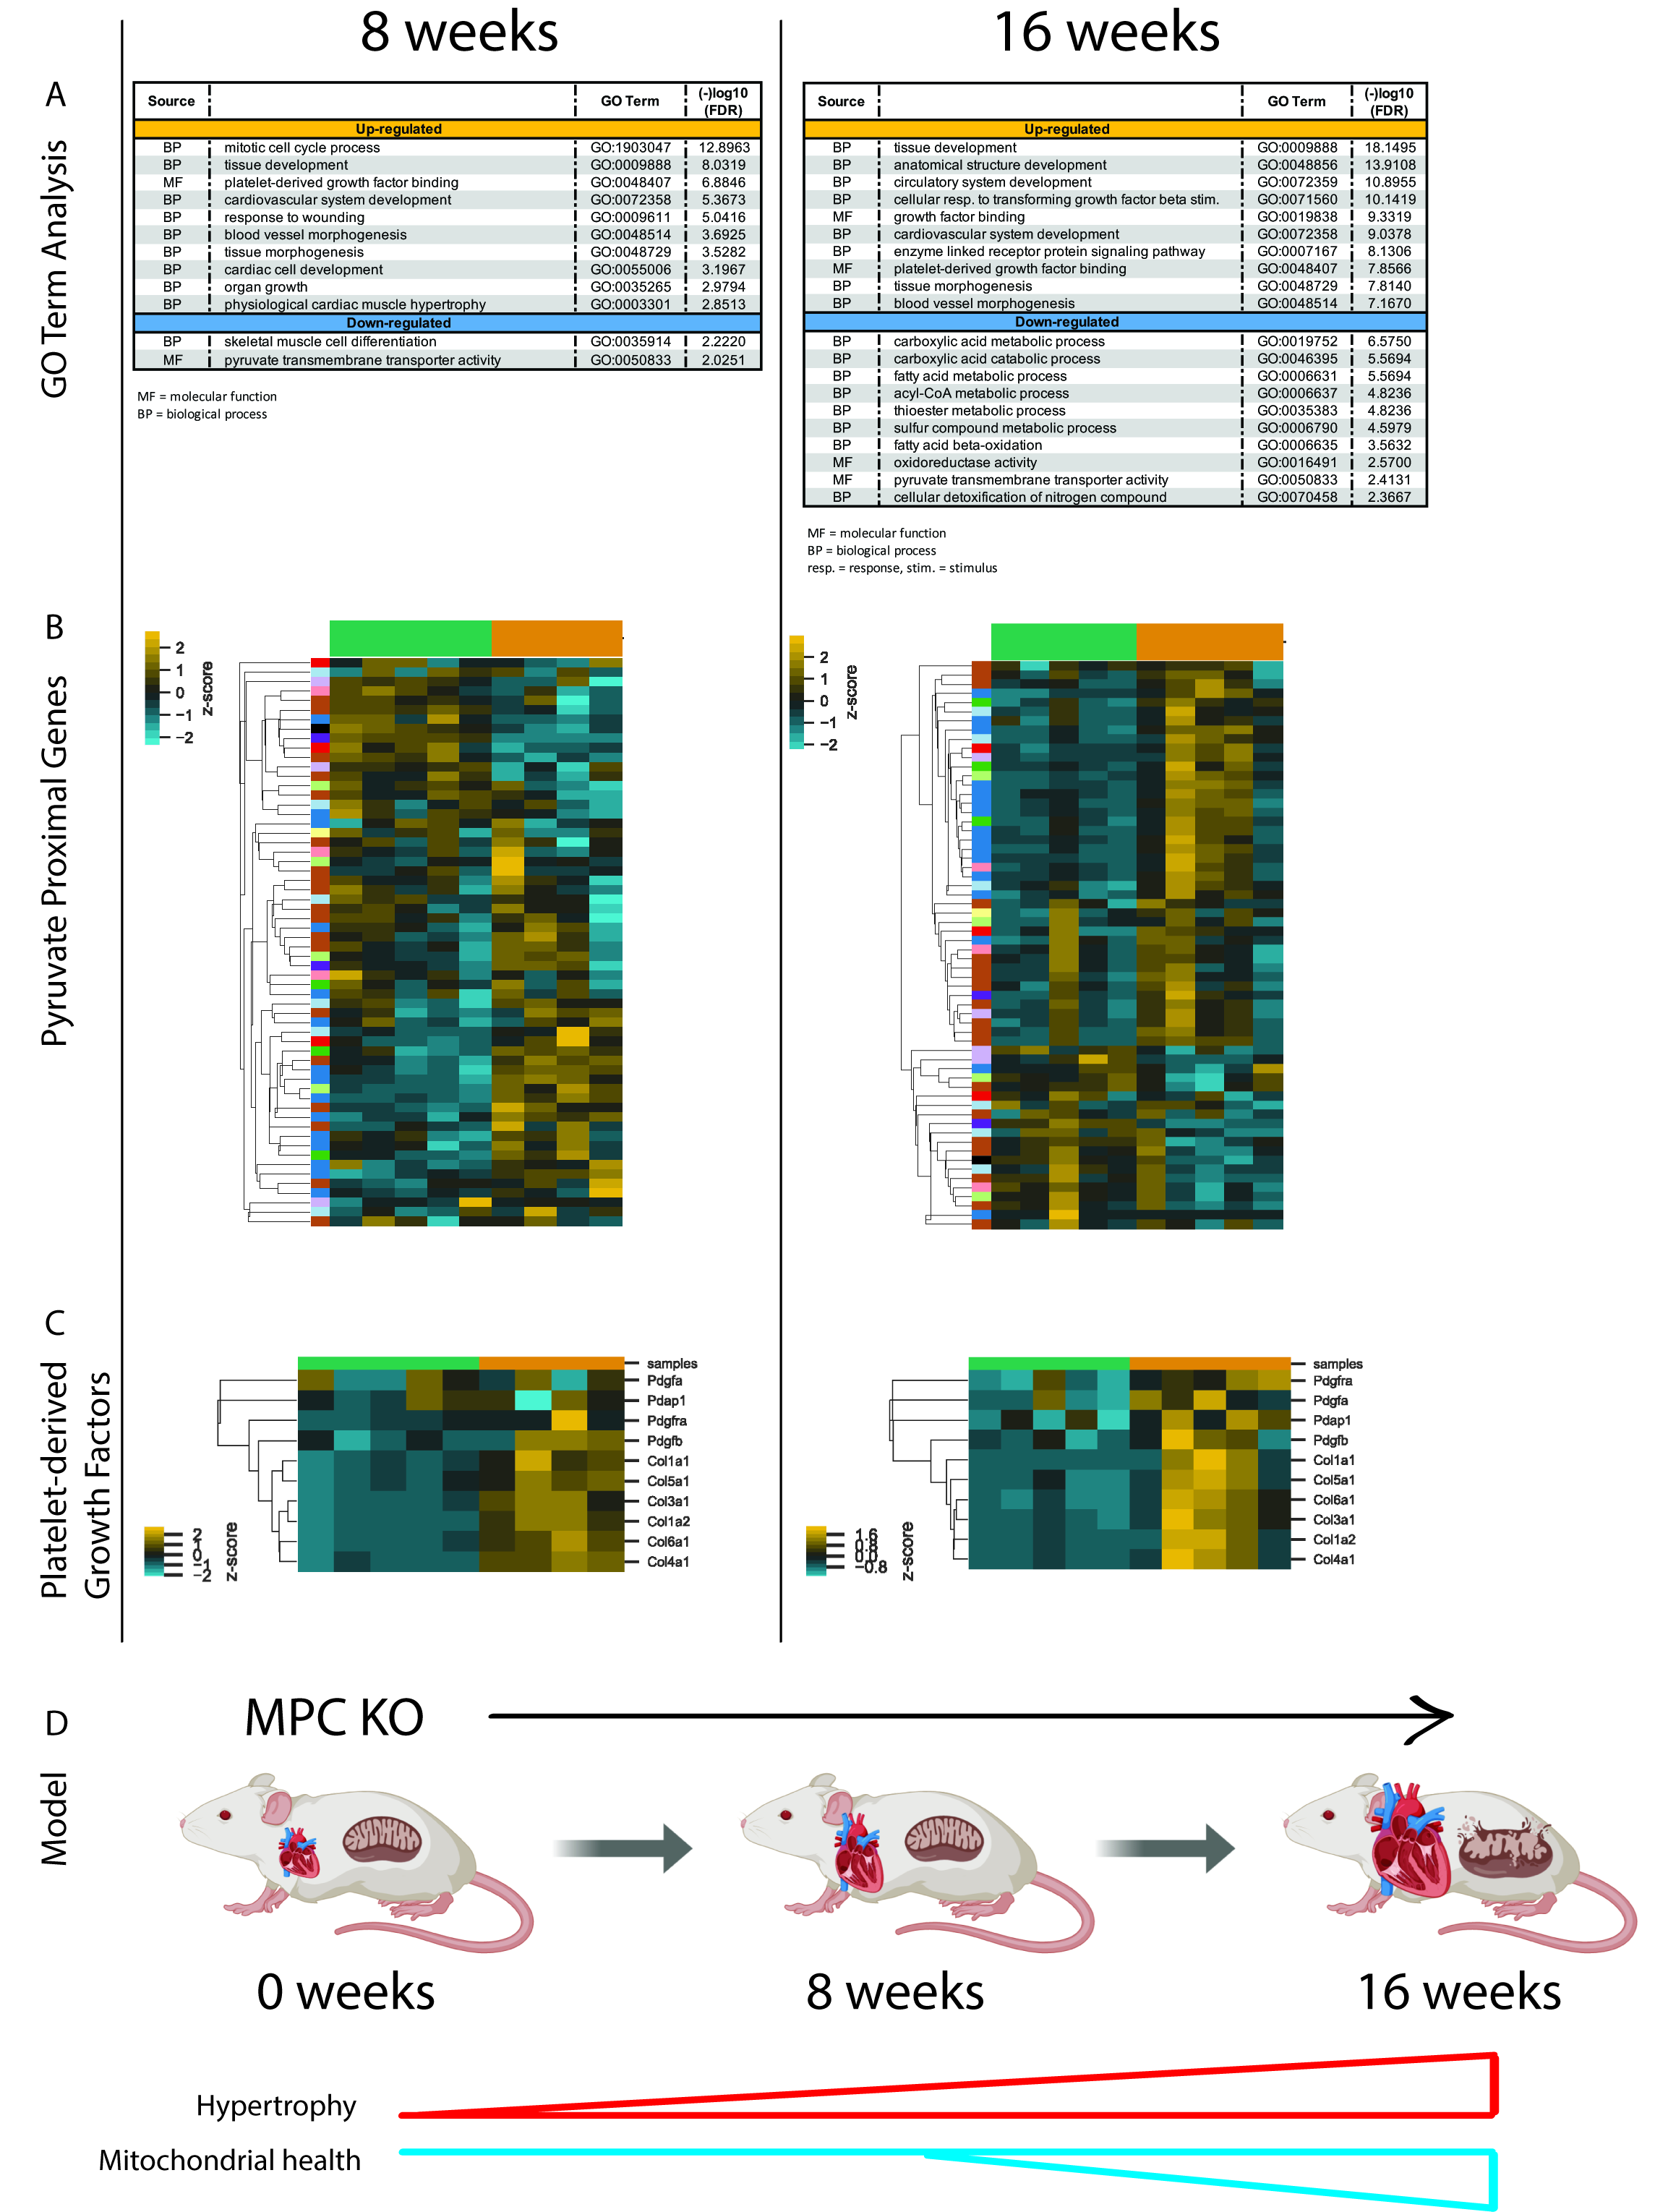 8 weeks
16 weeks
A
GO Term Analysis
Source GO Term (-)log10 (FDR)
Up-regulated
BP mitotic cell cycle process GO:1903047 12.8963
BP tissue development GO:0009888 8.0319
MF platelet-derived growth factor binding GO:0048407 6.8846
BP cardiovascular system development GO:0072358 5.3673
BP response to wounding GO:0009611 5.0416
BP blood vessel morphogenesis GO:0048514 3.6925
BP tissue morphogenesis GO:0048729 3.5282
BP cardiac cell development GO:0055006 3.1967
BP organ growth GO:0035265 2.9794
BP physiological cardiac muscle hypertrophy GO:0003301 2.8513
Down-regulated
BP skeletal muscle cell differentiation GO:0035914 2.2220
MF pyruvate transmembrane transporter activity GO:0050833 2.0251
MF = molecular function
BP = biological process
Source GO Term (-)log10 (FDR)
Up-regulated
BP tissue development GO:0009888 18.1495
BP anatomical structure development GO:0048856 13.9108
BP circulatory system development GO:0072359 10.8955
BP cellular resp. to transforming growth factor beta stim. GO:0071560 10.1419
MF growth factor binding GO:0019838 9.3319
BP cardiovascular system development GO:0072358 9.0378
BP enzyme linked receptor protein signaling pathway GO:0007167 8.1306
MF platelet-derived growth factor binding GO:0048407 7.8566
BP tissue morphogenesis GO:0048729 7.8140
BP blood vessel morphogenesis GO:0048514 7.1670
Down-regulated
BP carboxylic acid metabolic process GO:0019752 6.5750
BP carboxylic acid catabolic process GO:0046395 5.5694
BP fatty acid metabolic process GO:0006631 5.5694
BP acyl-CoA metabolic process GO:0006637 4.8236
BP thioester metabolic process GO:0035383 4.8236
BP sulfur compound metabolic process GO:0006790 4.5979
BP fatty acid beta-oxidation GO:0006635 3.5632
MF oxidoreductase activity GO:0016491 2.5700
MF pyruvate transmembrane transporter activity GO:0050833 2.4131
BP cellular detoxification of nitrogen compound GO:0070458 2.3667
MF = molecular function
BP = biological process
resp. = response, stim. = stimulus
B
Pyruvate Proximal Genes
2
1
0
−1
−2
z-score
2
1
0
−1
−2
z-score
C
Platelet-derived
Growth Factors
samples
Pdgfa
Pdap1
Pdgfra
Pdgfb
Col1a1
Col5a1
Col3a1
Col1a2
Col6a1
Col4a1
2
1
0
−1
−2
z-score
samples
Pdgfra
Pdgfa
Pdap1
Pdgfb
Col1a1
Col5a1
Col6a1
Col3a1
Col1a2
Col4a1
1.6
0.8
0.0
−0.8
z-score
D
Model
MPC KO
0 weeks
8 weeks
16 weeks
Hypertrophy
Mitochondrial health